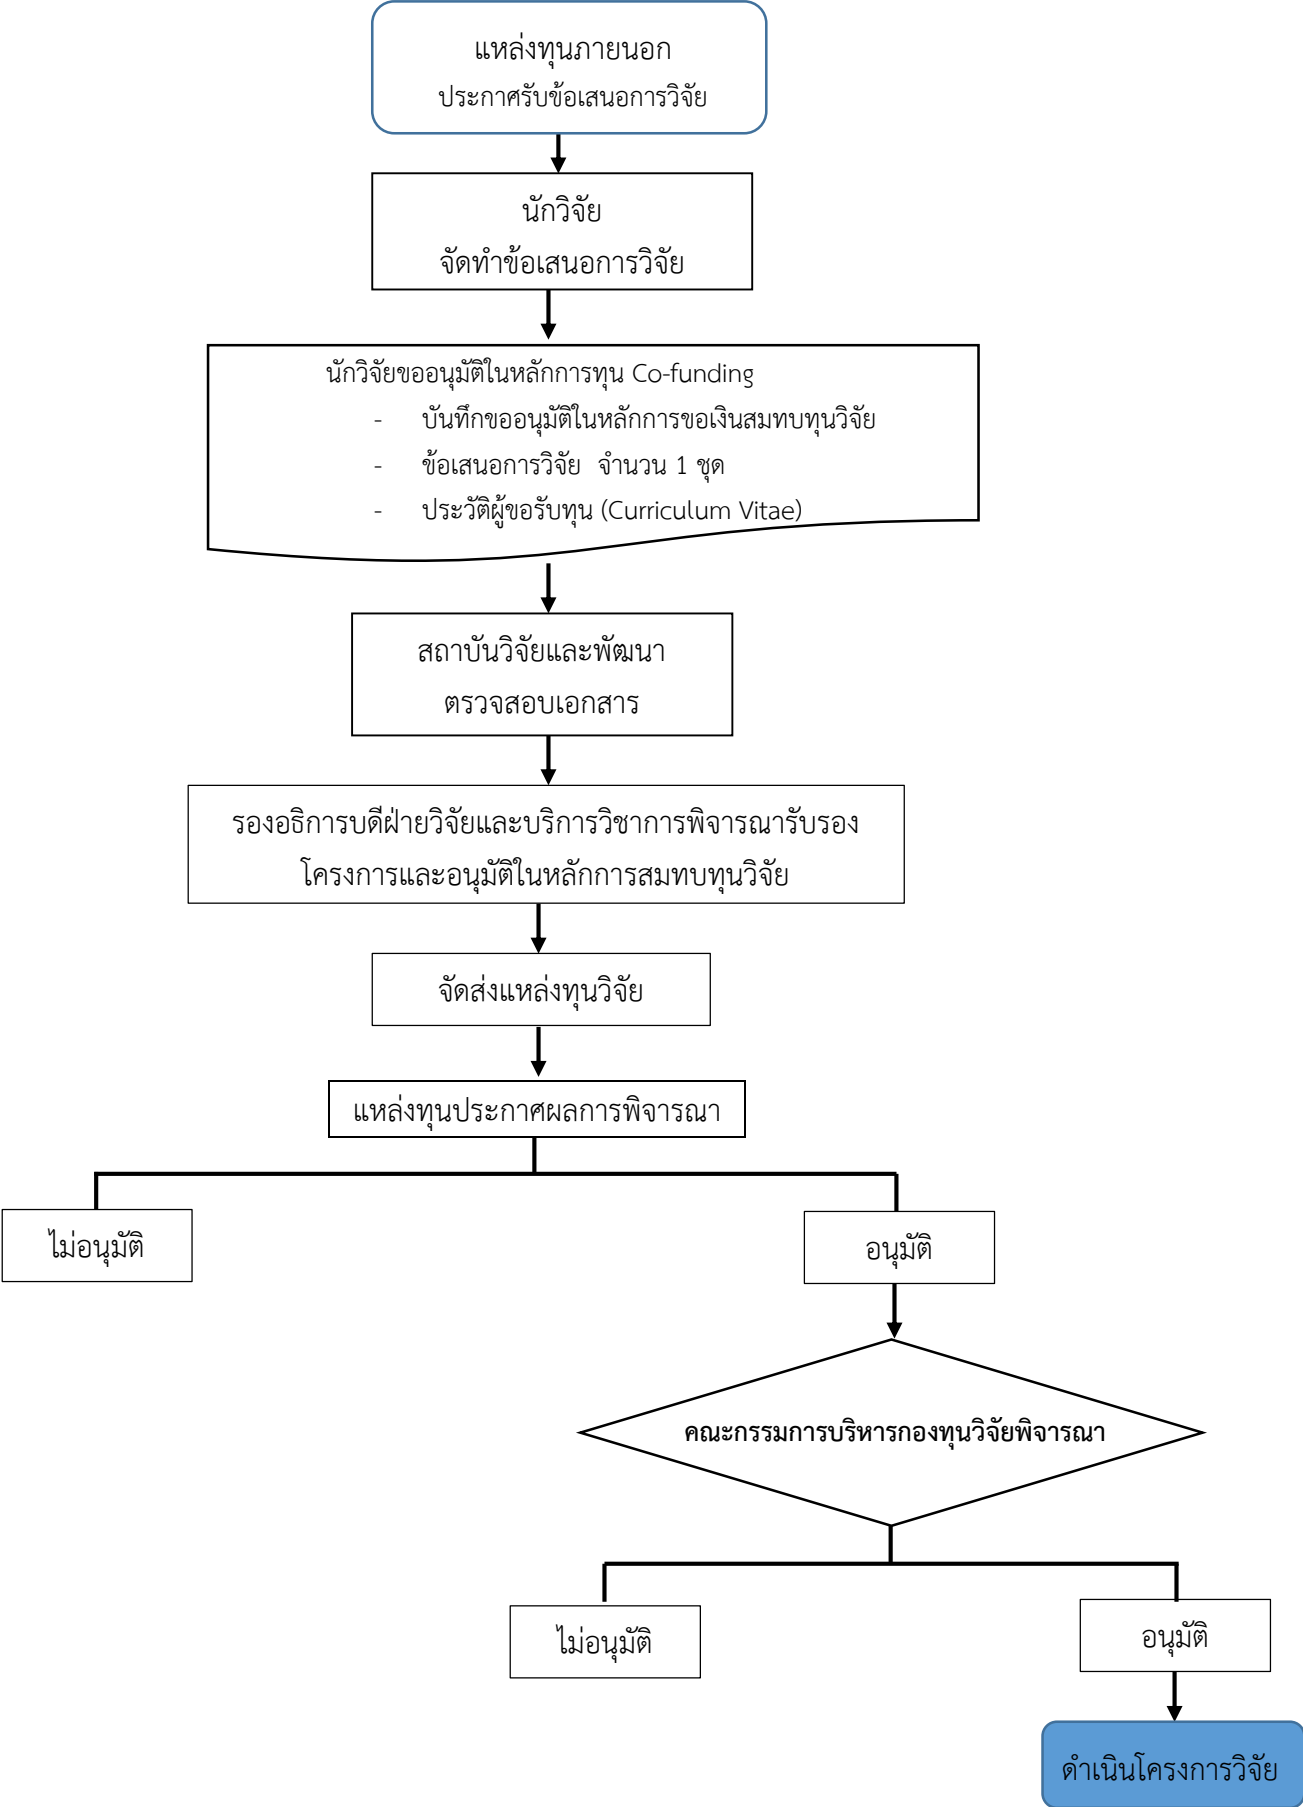 แหล่งทุนภายนอก
ประกาศรับข้อเสนอการวิจัย
นักวิจัย
จัดทำข้อเสนอการวิจัย
นักวิจัยขออนุมัติในหลักการทุน Co-funding
- บันทึกขออนุมัติในหลักการขอเงินสมทบทุนวิจัย
- ข้อเสนอการวิจัย จำนวน 1 ชุด
- ประวัติผู้ขอรับทุน (Curriculum Vitae)
สถาบันวิจัยและพัฒนา
ตรวจสอบเอกสาร
รองอธิการบดีฝ่ายวิจัยและบริการวิชาการพิจารณารับรอง
โครงการและอนุมัติในหลักการสมทบทุนวิจัย
จัดส่งแหล่งทุนวิจัย
แหล่งทุนประกาศผลการพิจารณา
ไม่อนุมัติ
อนุมัติ
คณะกรรมการบริหารกองทุนวิจัยพิจารณา
ไม่อนุมัติ
อนุมัติ
ดำเนินโครงการวิจัย